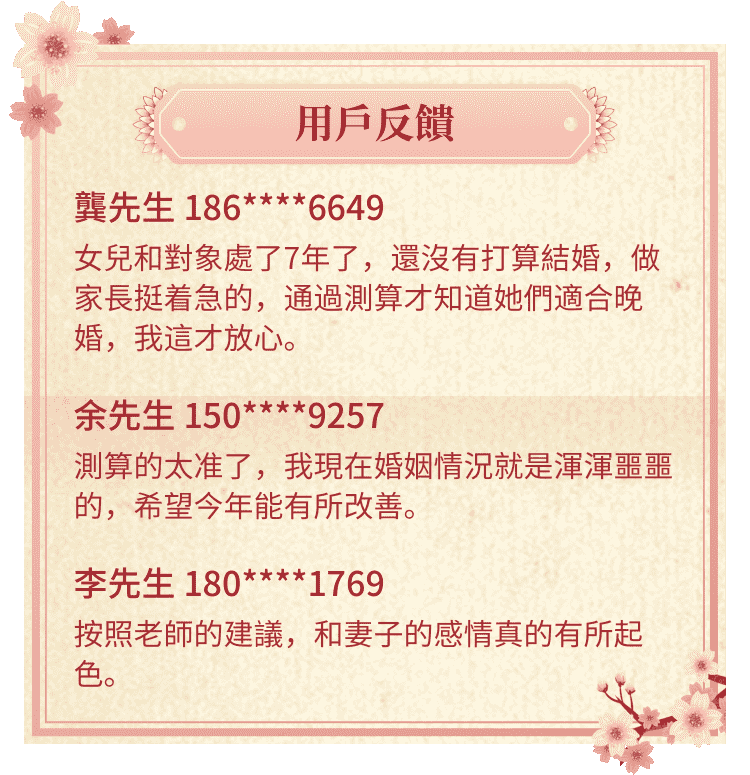 用戶反饋
龔先生 186****6649
女兒和對象處了7年了，還沒有打算結婚，做
家長挺着急的，通過測算才知道她們適合晚
婚，我這才放心。
余先生 150****9257
測算的太准了，我現在婚姻情況就是渾渾噩噩
的，希望今年能有所改善。
李先生 180****1769
按照老師的建議，和妻子的感情真的有所起
色。